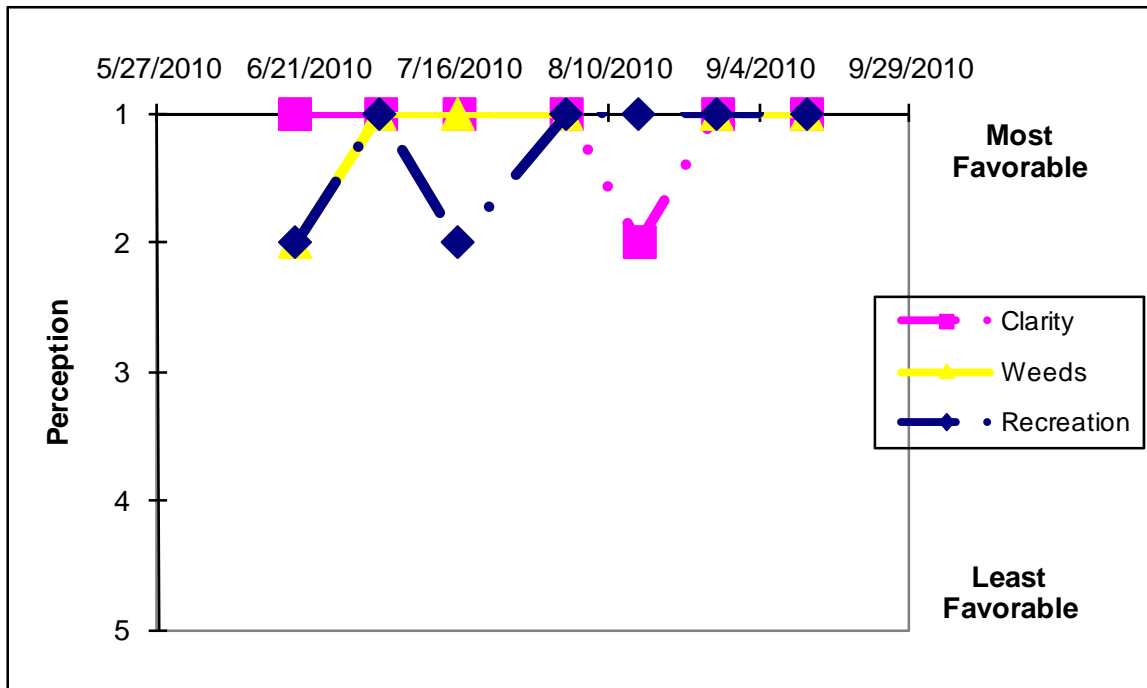 5/27/2010 6/21/2010 7/16/2010 8/10/2010 9/4/2010 9/29/2010
1
Most
Favorable
2
Perception
3
Clarity
Weeds
Recreation
4
Least
Favorable
5